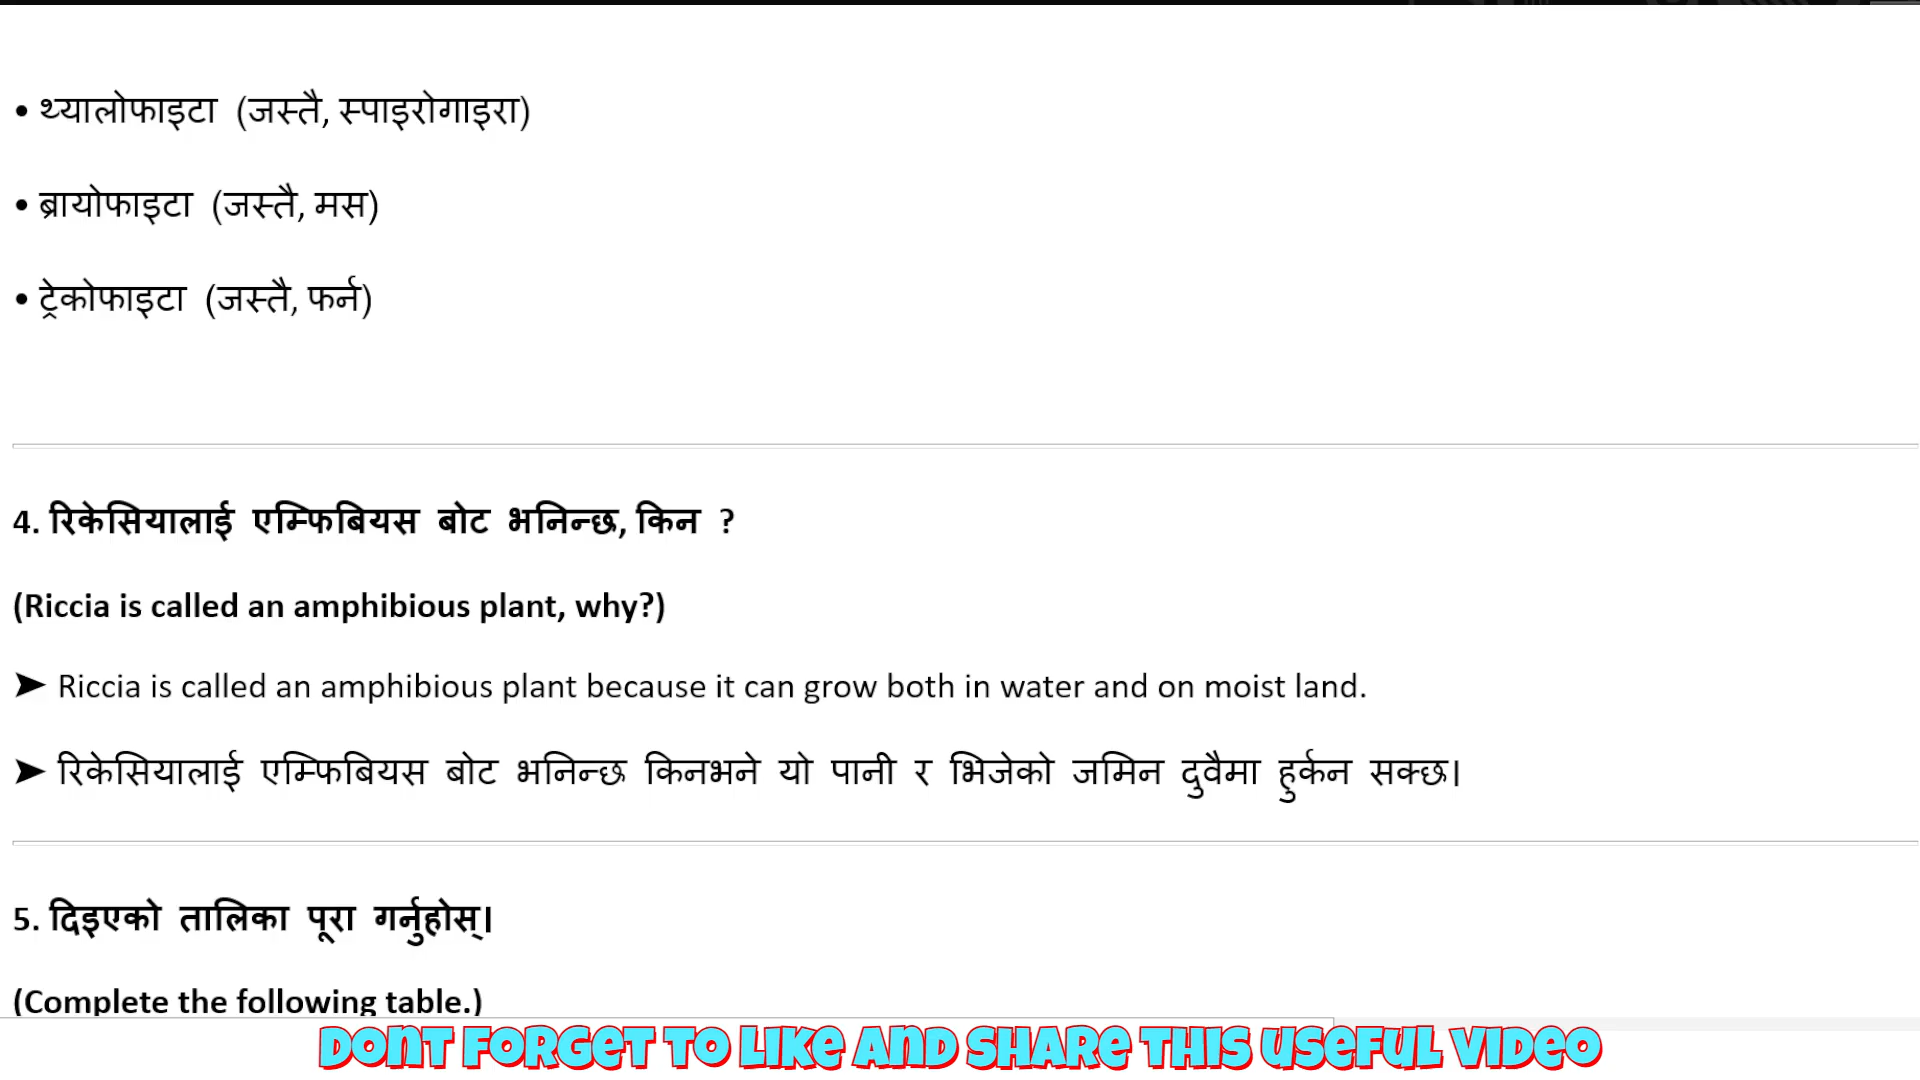 • थ्यालोफाइटा (जस्तै, स्पाइरोगाइरा)
• ब्रायोफाइटा (जस्तै, मस)
• ट्रेकोफाइटा (जस्तै, फर्न)
4. रिकेसियालाई एम्फिबियस बोट भनिन्छ, किन ?
(Riccia is called an amphibious plant, why?)
➤ Riccia is called an amphibious plant because it can grow both in water and on moist land.
➤ रिकेसियालाई एम्फिबियस बोट भनिन्छ किनभने यो पानी र भिजेको जमिन दुवैमा हुर्कन सक्छ।
5. दिइएको तालिका पूरा गर्नुहोस्।
(Complete the following table.)
DONT FORGET TO LIKE AND SHARE THIS USEFUL VIDEO